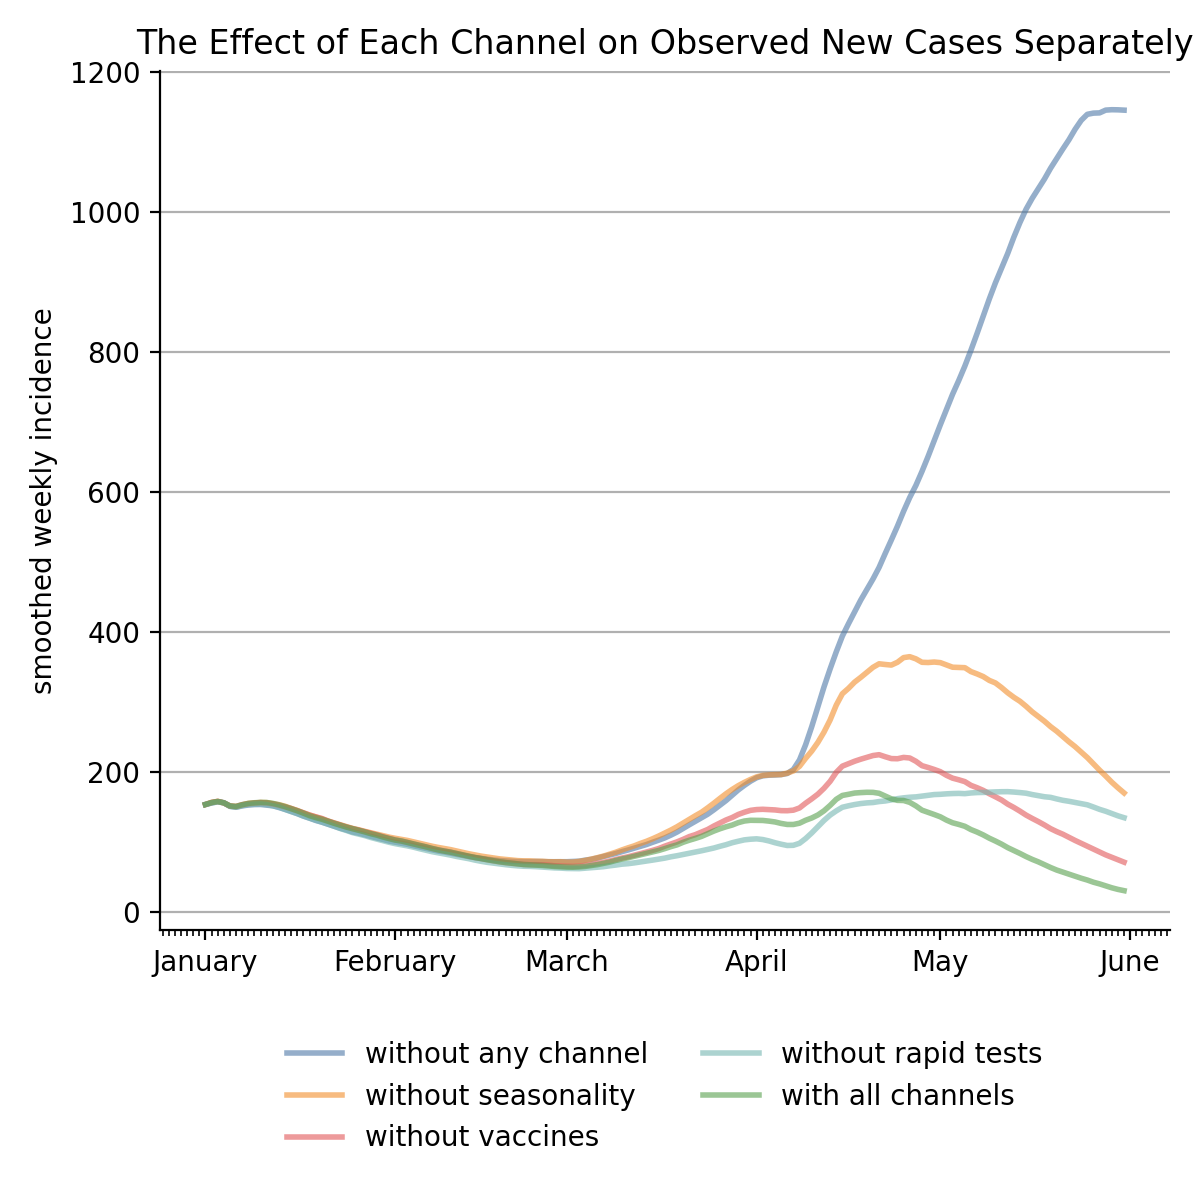 The Effect of Each Channel on Observed New Cases Separately
smoothed weekly incidence
1200
1000
800
600
400
200
0
January February March April May June
without any channel
without seasonality
without vaccines
without rapid tests
with all channels